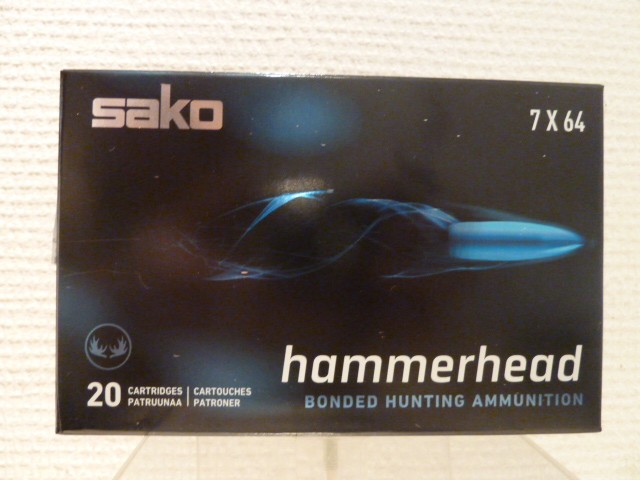 sako
7 X 64
hammerhead
BONDED HUNTING AMMUNITION
20 CARTRIDGES | CARTOUCHES
PATRUUNAA | PATRONER